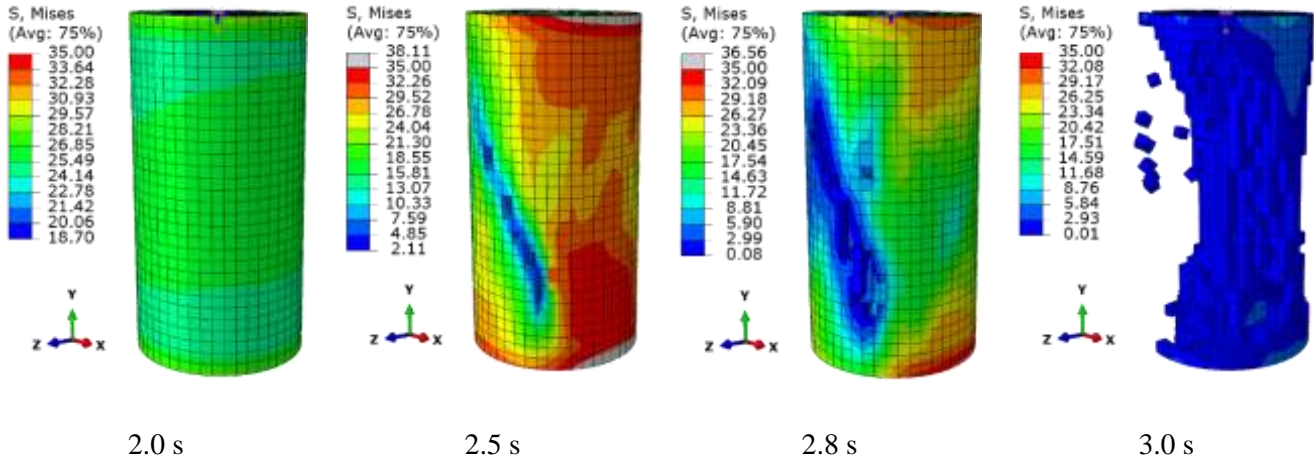 S, Mises
(Avg: 75%)
35.00
33.64
32.28
30.93
29.57
28.21
26.85
25.49
24.14
22.78
21.42
20.06
18.70
Y
Z
X
S, Mises
(Avg: 75%)
38.11
35.00
32.26
29.52
26.78
24.04
21.30
18.55
15.81
13.07
10.33
7.59
4.85
2.11
Y
Z
X
S, Mises
(Avg: 75%)
36.56
35.00
32.09
29.18
26.27
23.36
20.45
17.54
14.63
11.72
8.81
5.90
2.99
0.08
Y
Z
X
S, Mises
(Avg: 75%)
35.00
32.08
29.17
26.25
23.34
20.42
17.51
14.59
11.68
8.76
5.84
2.93
0.01
Y
Z
X
2.0 s
2.5 s
2.8 s
3.0 s